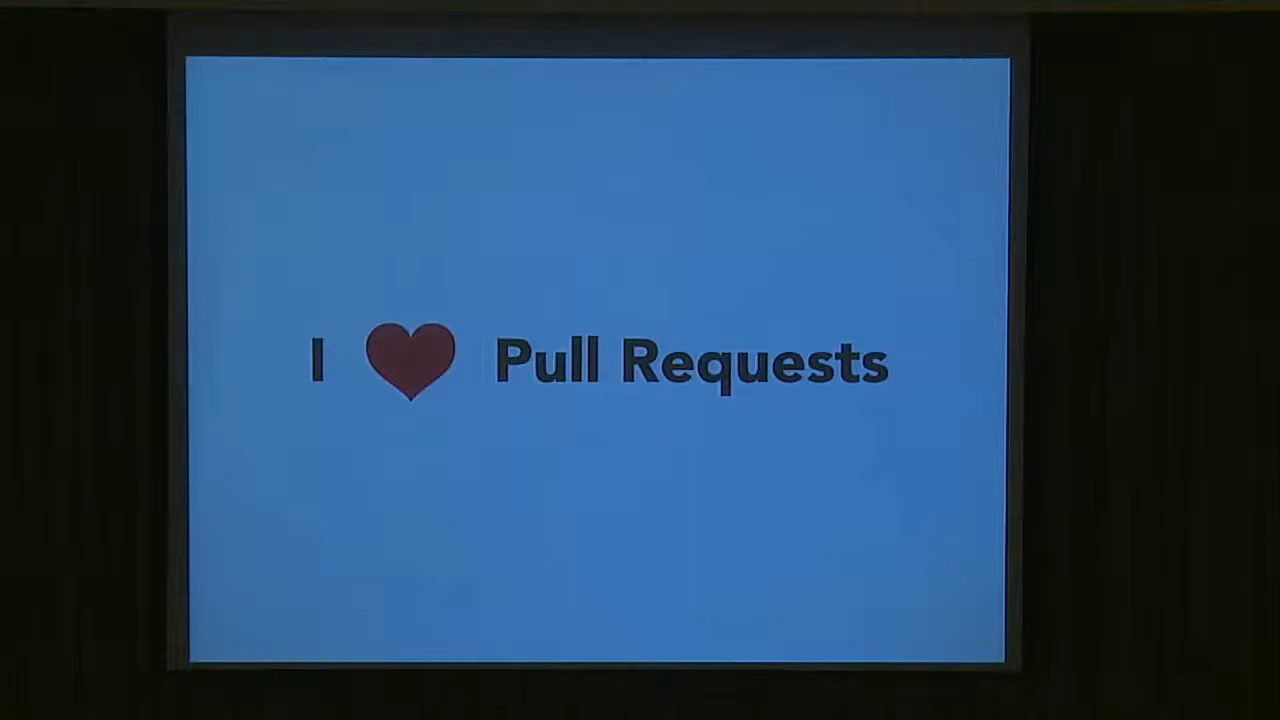 I ❤ Pull Requests